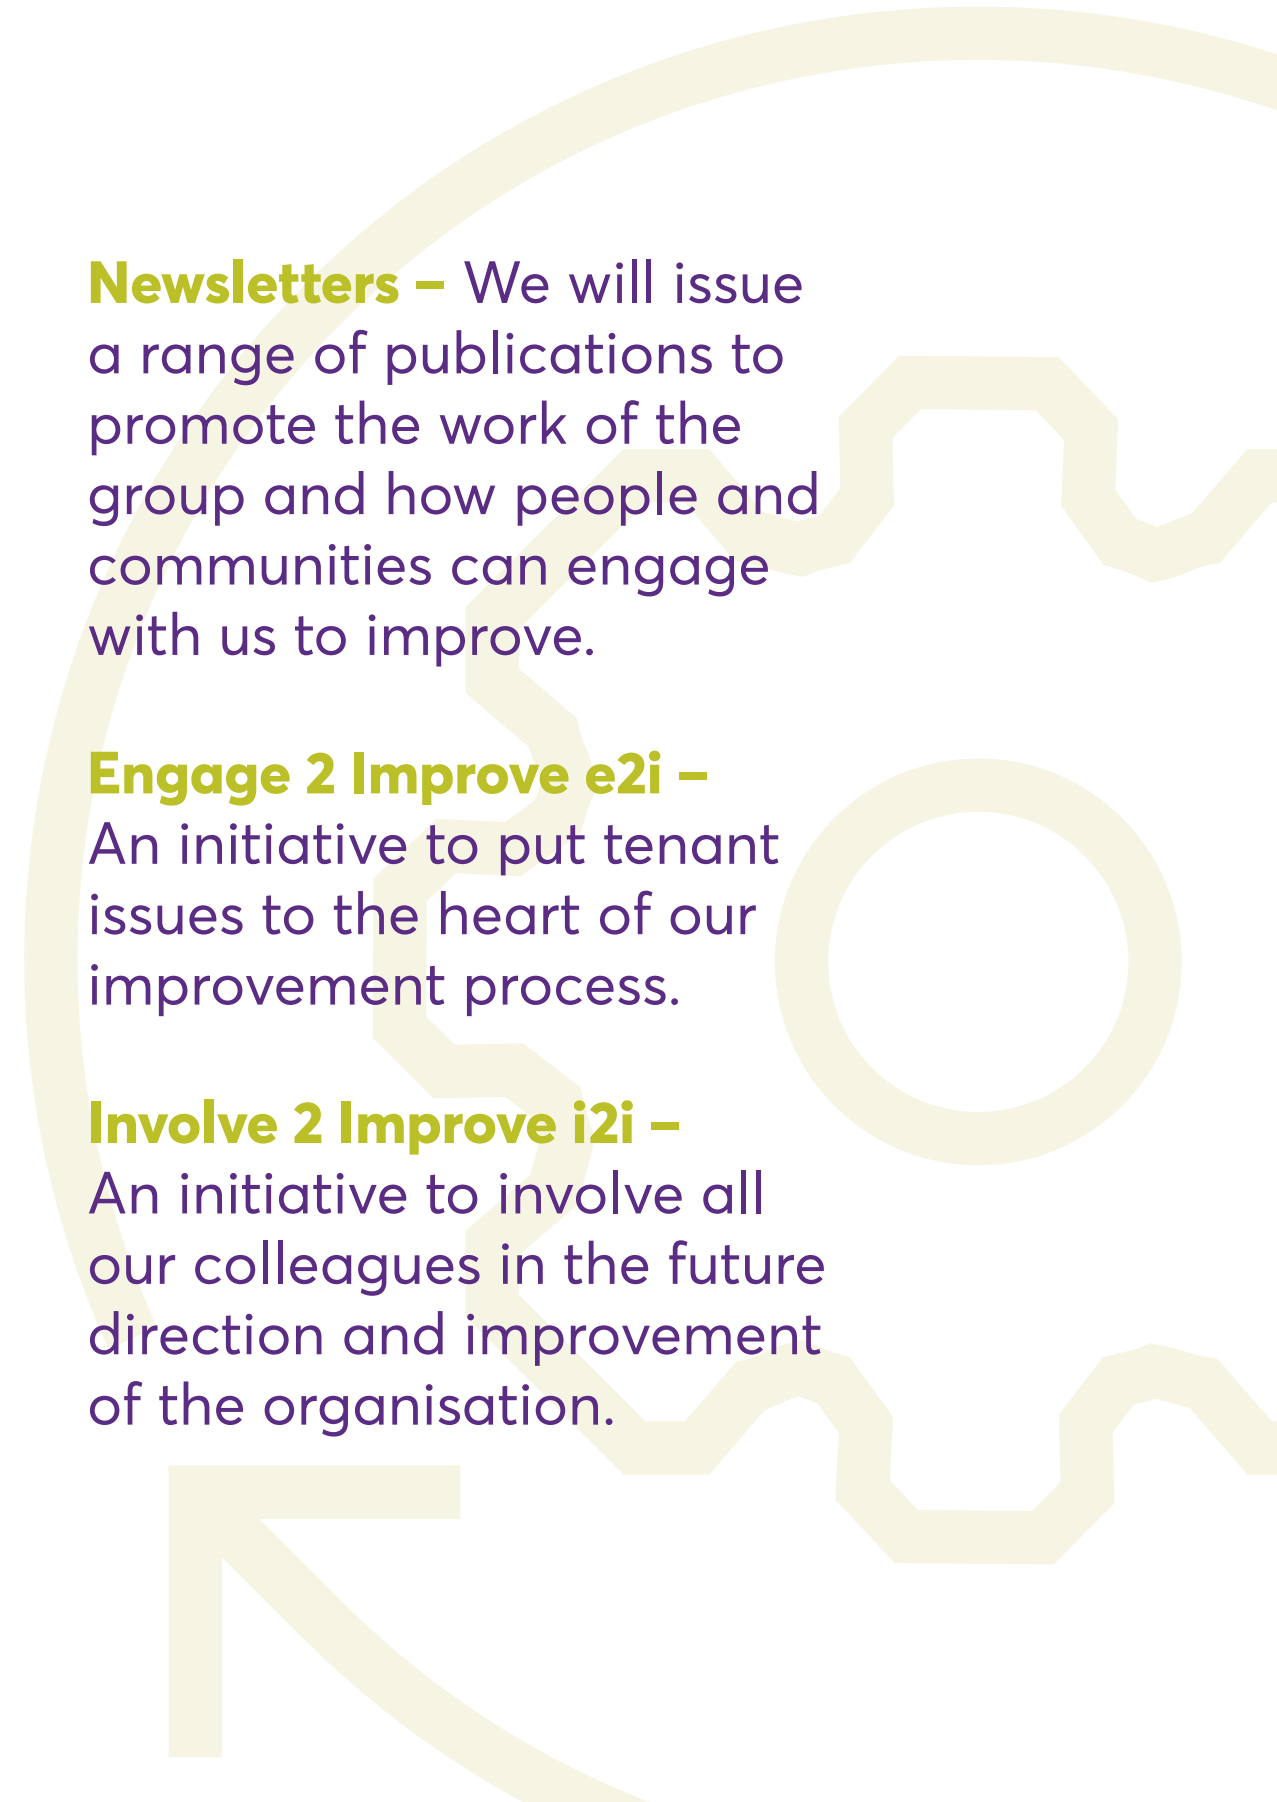 Newsletters – We will issue
a range of publications to
promote the work of the
group and how people and
communities can engage
with us to improve.
Engage 2 Improve e2i –
An initiative to put tenant
issues to the heart of our
improvement process.
Involve 2 Improve i2i –
An initiative to involve all
our colleagues in the future
direction and improvement
of the organisation.